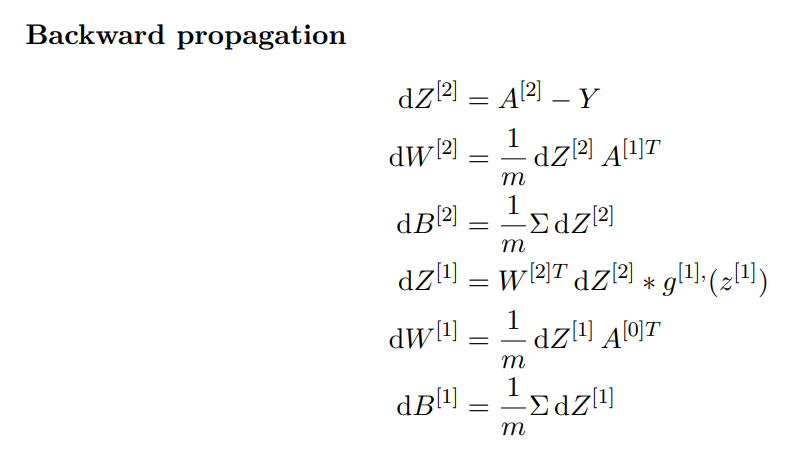 Backward propagation
dZ^{[2]} = A^{[2]} − Y
dW^{[2]} = \frac{1}{m} dZ^{[2]} A^{[1]T}
dB^{[2]} = \frac{1}{m} Σ dZ^{[2]}
dZ^{[1]} = W^{[2]T} dZ^{[2]} * g^{[1],}(z^{[1]})
dW^{[1]} = \frac{1}{m} dZ^{[1]} A^{[0]T}
dB^{[1]} = \frac{1}{m} Σ dZ^{[1]}